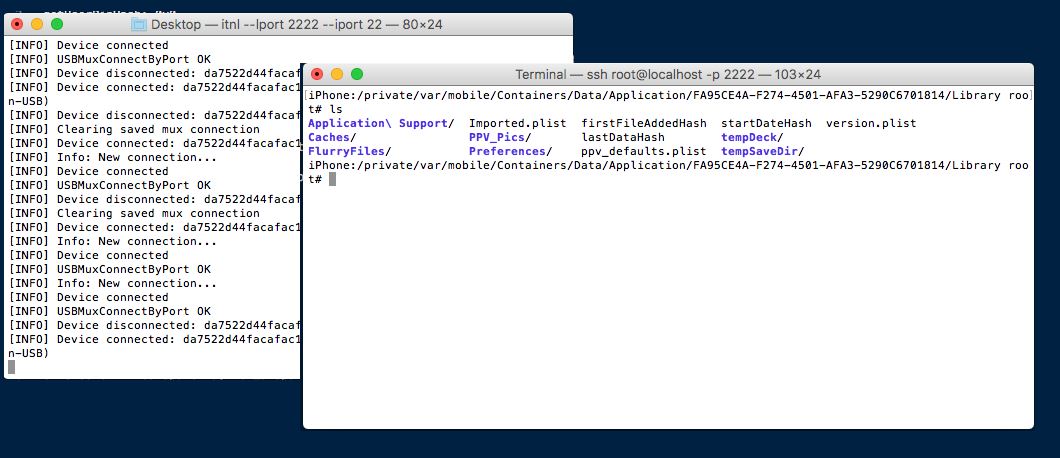 Desktop — itnl --lport 2222 --iport 22 — 80×24
[INFO] Device connected
[INFO] USBMuxConnectByPort OK
[INFO] Device disconnected: da7522d44facaf
[INFO] Device connected: da7522d44facafac1
n-USB)
[INFO] Device disconnected: da7522d44facaf
[INFO] Clearing saved mux connection
[INFO] Device connected: da7522d44facafac1
[INFO] Info: New connection...
[INFO] Device connected
[INFO] USBMuxConnectByPort OK
[INFO] Device disconnected: da7522d44facaf
[INFO] Clearing saved mux connection
[INFO] Device connected: da7522d44facafac1
[INFO] Info: New connection...
[INFO] Device connected
[INFO] USBMuxConnectByPort OK
[INFO] Info: New connection...
[INFO] Device connected
[INFO] USBMuxConnectByPort OK
[INFO] Device disconnected: da7522d44facaf
[INFO] Device connected: da7522d44facafac1
n-USB)
Terminal — ssh root@localhost -p 2222 — 103×24
[iPhone:/private/var/mobile/Containers/Data/Application/FA95CE4A-F274-4501-AFA3-5290C6701814/Library roo]
t# ls
Application\ Support/ Imported.plist firstFileAddedHash startDateHash version.plist
Caches/ PPV_Pics/ lastDataHash tempDeck/
FlurryFiles/ Preferences/ ppv_defaults.plist tempSaveDir/
iPhone:/private/var/mobile/Containers/Data/Application/FA95CE4A-F274-4501-AFA3-5290C6701814/Library roo
t#